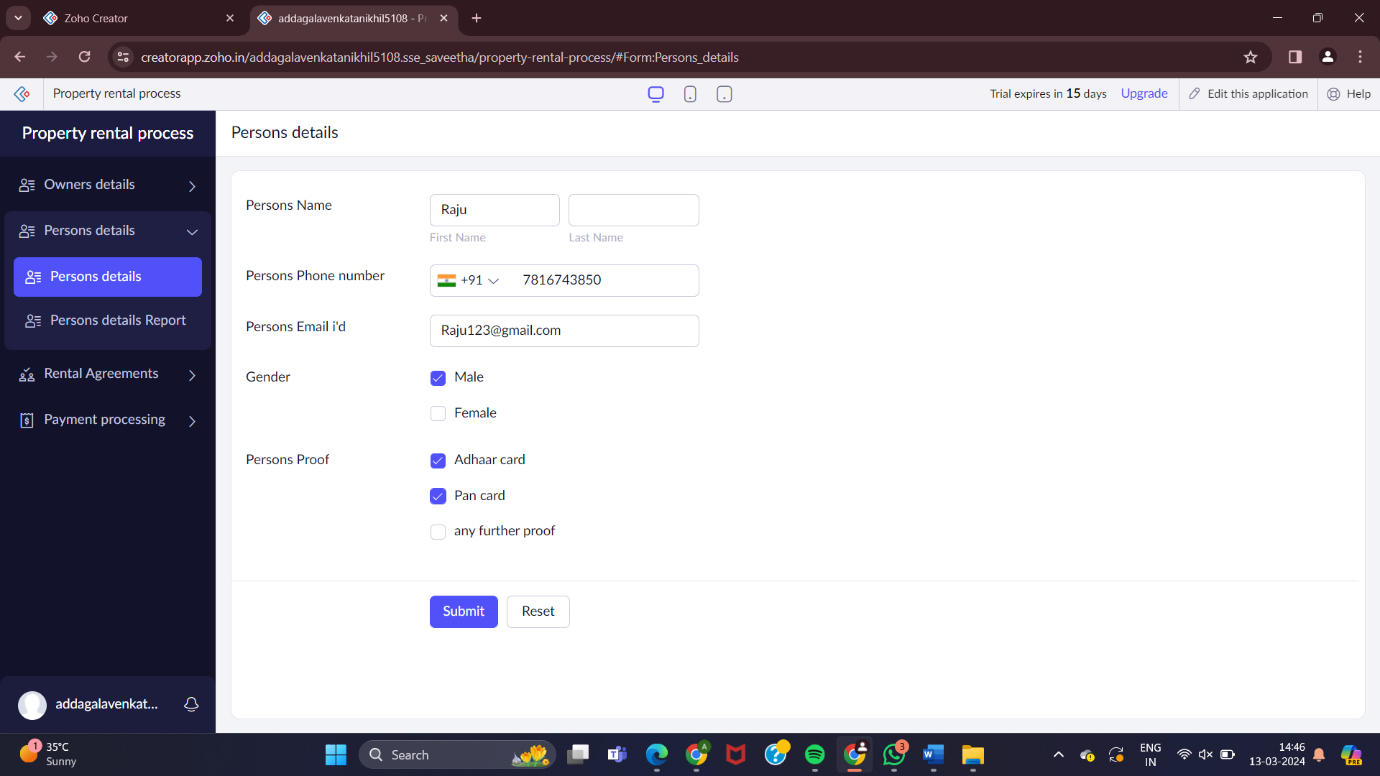 Zoho Creator
addagalavenkatanikhil5108 - Pr
creatorapp.zoho.in/addagalavenkatanikhil5108.sse_saveetha/property-rental-process/#Form:Persons_details
Property rental process
Trial expires in 15 days Upgrade Edit this application Help
Property rental process
Persons details
Owners details
Persons details
Persons details
Persons details Report
Rental Agreements
Payment processing
Persons Name
Raju
First Name Last Name
Persons Phone number
+91 7816743850
Persons Email i'd
Raju123@gmail.com
Gender
Male
Female
Persons Proof
Adhaar card
Pan card
any further proof
Submit Reset
addagalavenkat...
1
35°C
Sunny
Search
A
3
ENG
IN
14:46
13-03-2024
PRE